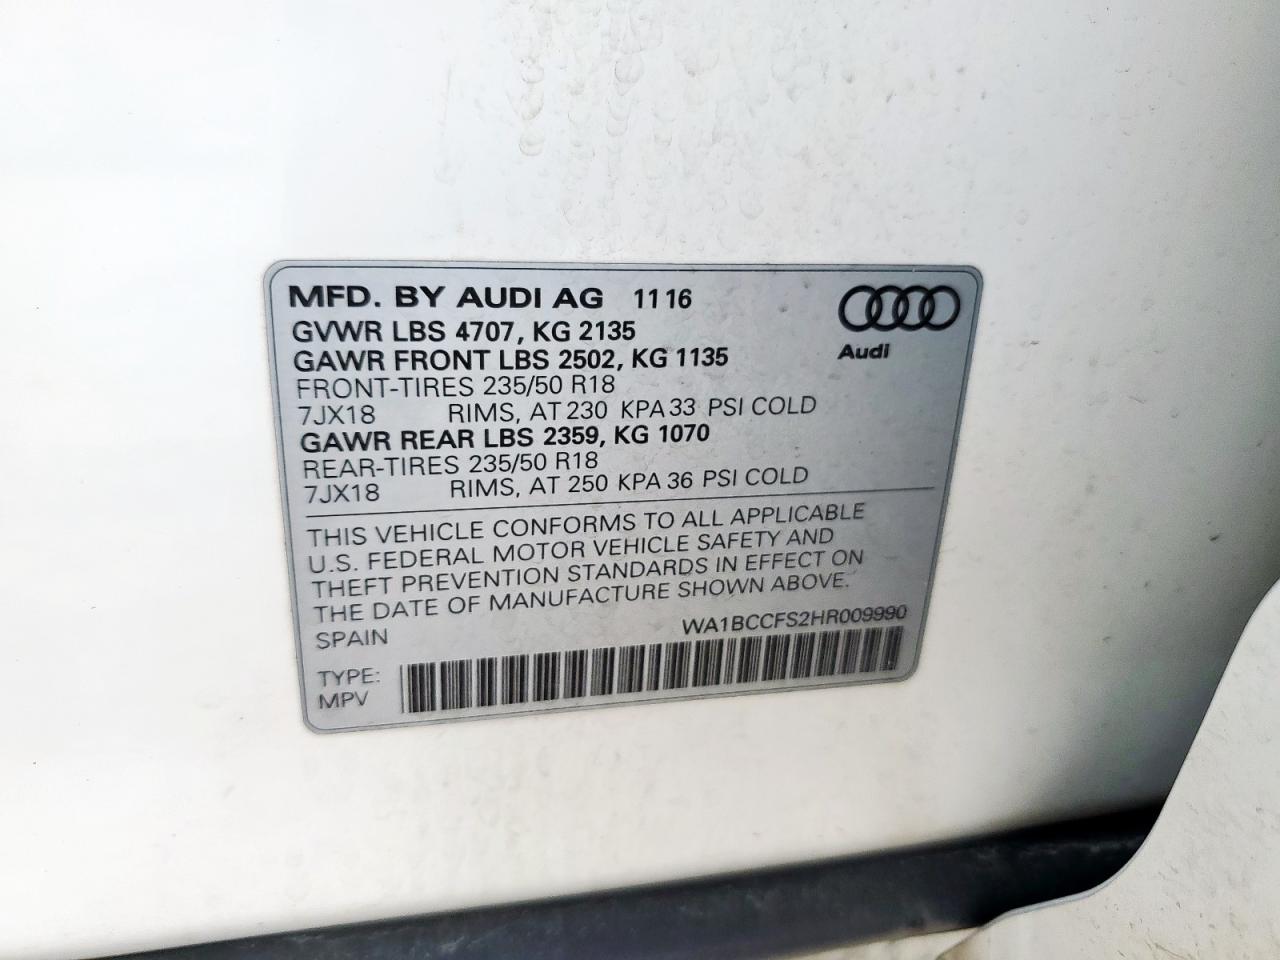 MFD. BY AUDI AG 11 16
GVWR LBS 4707, KG 2135
GAWR FRONT LBS 2502, KG 1135
Audi
FRONT-TIRES 235/50 R18
7JX18 RIMS, AT 230 KPA 33 PSI COLD
GAWR REAR LBS 2359, KG 1070
REAR-TIRES 235/50 R18
7JX18 RIMS, AT 250 KPA 36 PSI COLD
THIS VEHICLE CONFORMS TO ALL APPLICABLE
U.S. FEDERAL MOTOR VEHICLE SAFETY AND
THEFT PREVENTION STANDARDS IN EFFECT ON
THE DATE OF MANUFACTURE SHOWN ABOVE.
SPAIN WA1BCCFS2HR009990
TYPE:
MPV